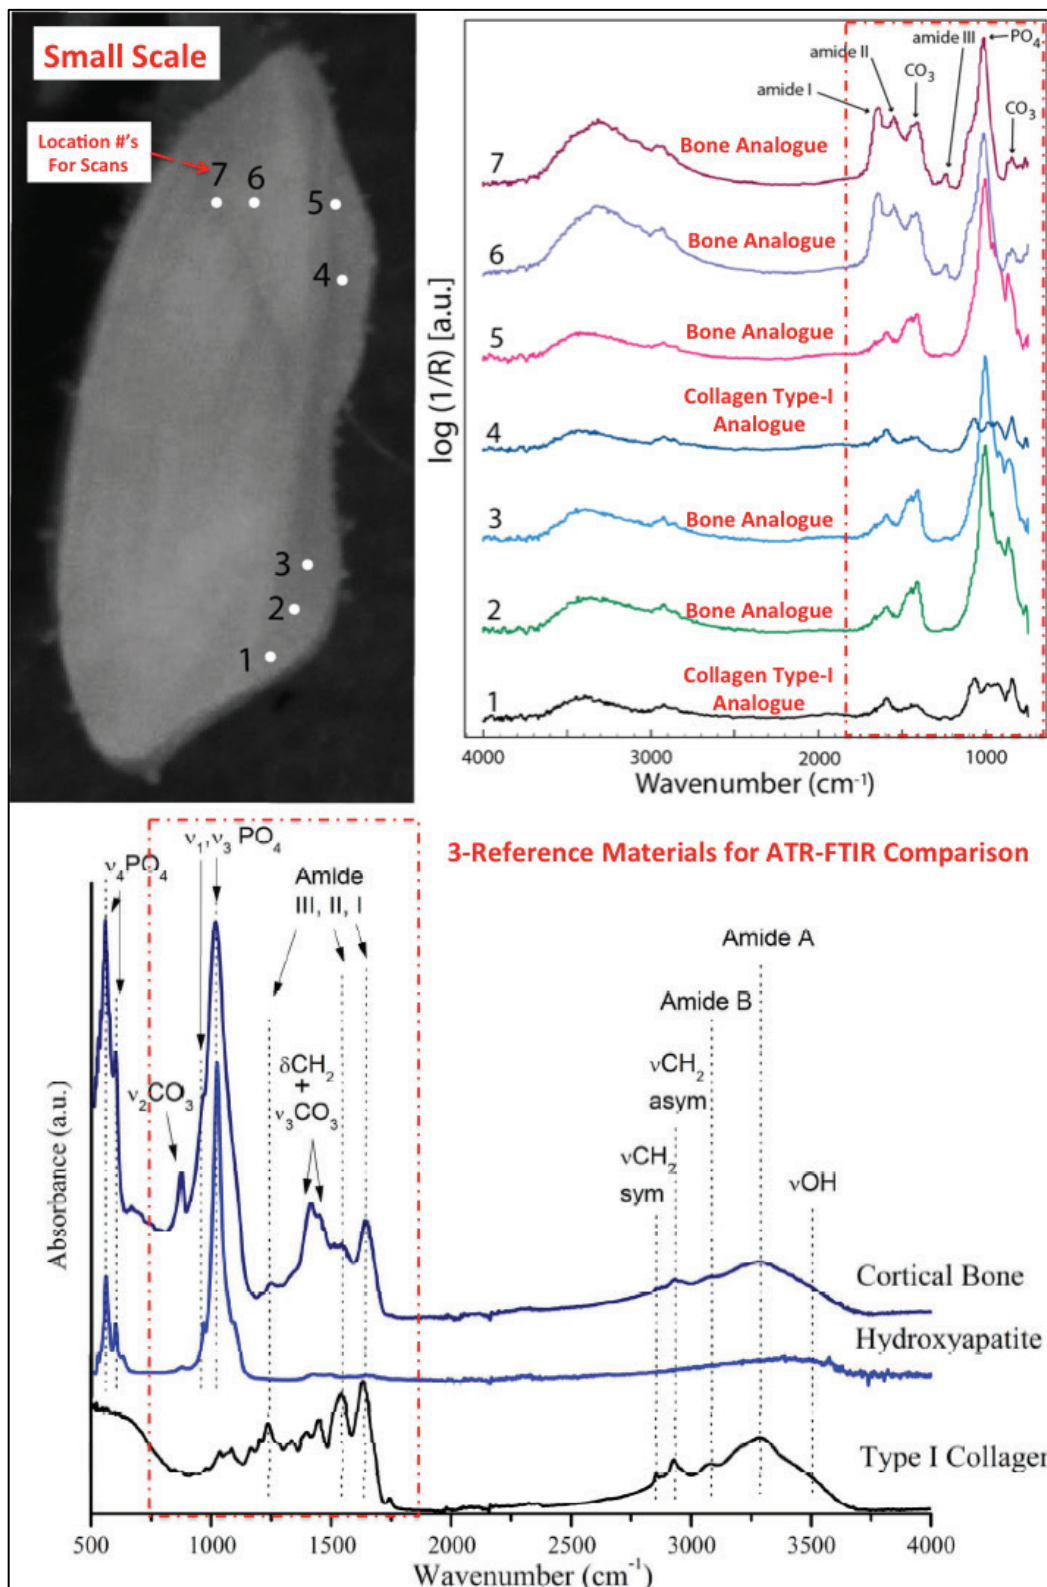 Small Scale
Location #'s
For Scans
7
6
5
4
3
2
1
log (1/R) [a.u.]
amide I
amide II
CO3
amide III
PO4
CO3
7
Bone Analogue
6
Bone Analogue
5
Bone Analogue
Collagen Type-I
Analogue
4
3
Bone Analogue
2
Bone Analogue
Collagen Type-I
Analogue
1
4000
3000
2000
1000
Wavenumber (cm-1)
3-Reference Materials for ATR-FTIR Comparison
ν4PO4
ν1, ν3 PO4
Amide
III, II, I
ν2CO3
δCH2
+
ν3CO3
νCH2
sym
νCH2
asym
Amide B
Amide A
νOH
Absorbance (a.u.)
Cortical Bone
Hydroxyapatite
Type I Collagen
500
1000
1500
2000
2500
3000
3500
4000
Wavenumber (cm-1)